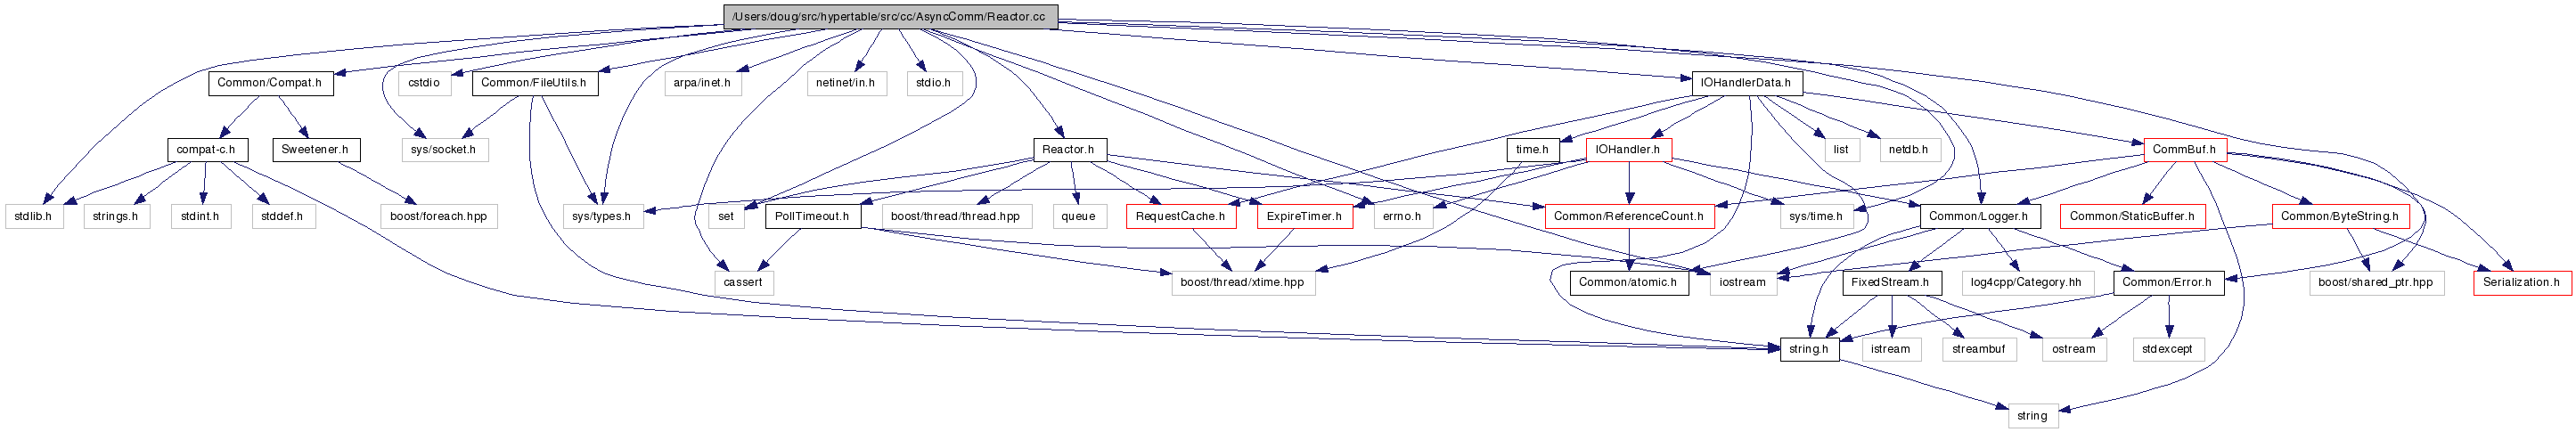 /Users/doug/src/hypertable/src/cc/AsyncComm/Reactor.cc
Common/Compat.h
cstdio
Common/FileUtils.h
arpa/inet.h
netinet/in.h
stdio.h
IOHandlerData.h
compat-c.h
Sweetener.h
sys/socket.h
Reactor.h
time.h
IOHandler.h
list
netdb.h
CommBuf.h
stdlib.h
strings.h
stdint.h
stddef.h
boost/foreach.hpp
sys/types.h
set
PollTimeout.h
boost/thread/thread.hpp
queue
RequestCache.h
ExpireTimer.h
errno.h
Common/ReferenceCount.h
sys/time.h
Common/Logger.h
Common/StaticBuffer.h
Common/ByteString.h
cassert
boost/thread/xtime.hpp
Common/atomic.h
iostream
FixedStream.h
log4cpp/Category.hh
Common/Error.h
boost/shared_ptr.hpp
Serialization.h
string.h
istream
streambuf
ostream
stdexcept
string